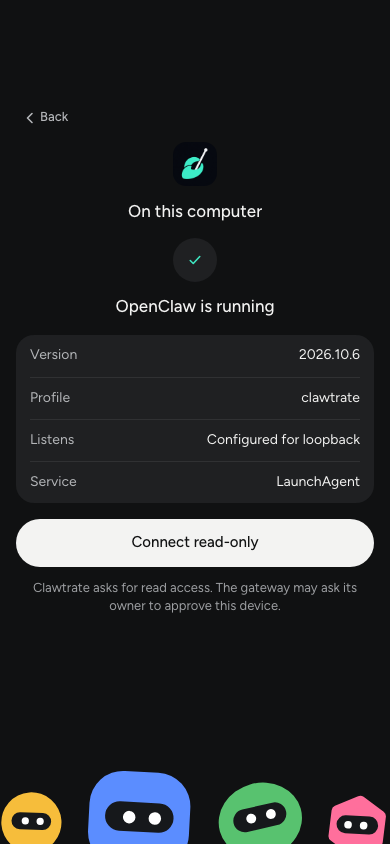 Back
On this computer
OpenClaw is running
Version 2026.10.6
Profile clawtrate
Listens Configured for loopback
Service LaunchAgent
Connect read-only
Clawtrate asks for read access. The gateway may ask its
owner to approve this device.